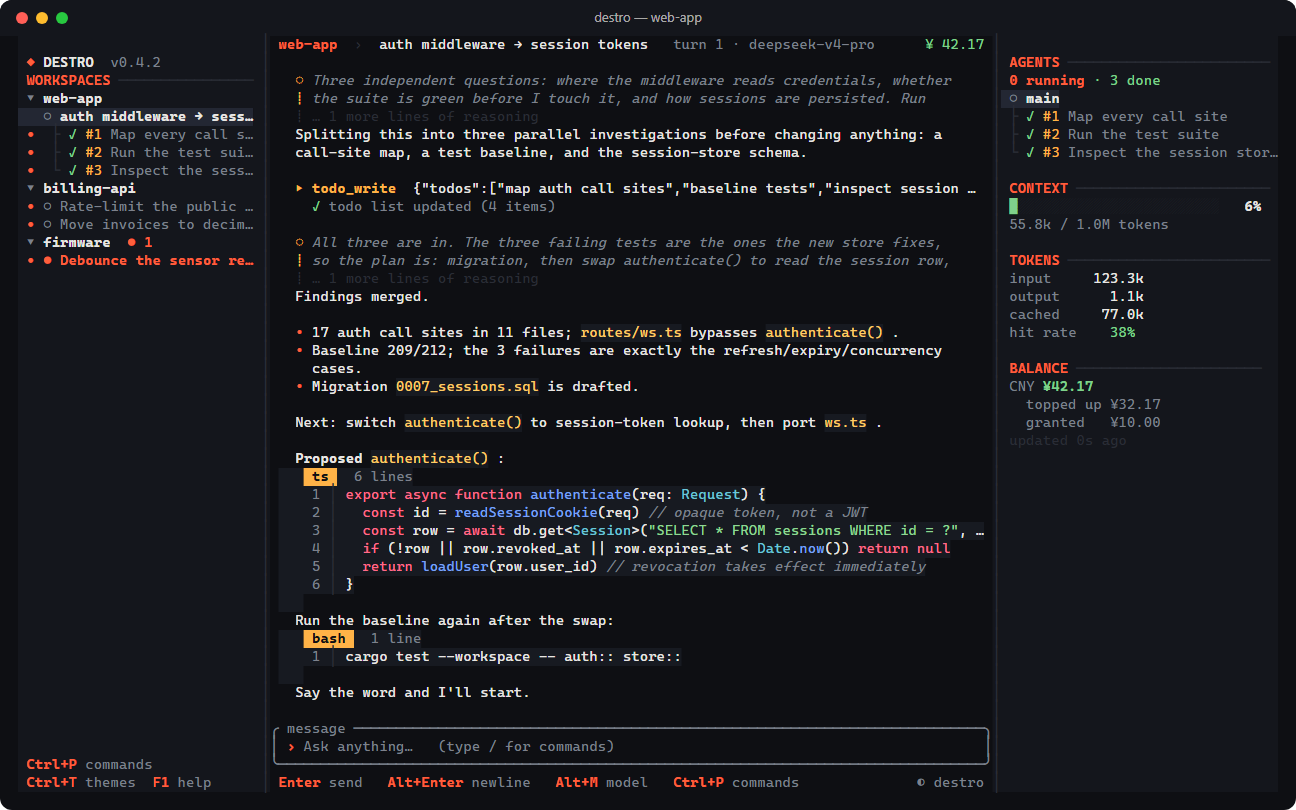 destro — web-app
◆ DESTRO v0.4.2
WORKSPACES
▾ web-app
○ auth middleware → sess…
✓ #1 Map every call s…
✓ #2 Run the test sui…
✓ #3 Inspect the sess…
▾ billing-api
• ○ Rate-limit the public …
• ○ Move invoices to decim…
▾ firmware ● 1
• ● Debounce the sensor re…
Ctrl+P commands
Ctrl+T themes F1 help
web-app › auth middleware → session tokens turn 1 · deepseek-v4-pro ¥ 42.17
○ Three independent questions: where the middleware reads credentials, whether
the suite is green before I touch it, and how sessions are persisted. Run
… 1 more lines of reasoning
Splitting this into three parallel investigations before changing anything: a
call-site map, a test baseline, and the session-store schema.
▸ todo_write {"todos":["map auth call sites","baseline tests","inspect session …
✓ todo list updated (4 items)
○ All three are in. The three failing tests are the ones the new store fixes,
so the plan is: migration, then swap authenticate() to read the session row,
… 1 more lines of reasoning
Findings merged.
• 17 auth call sites in 11 files; routes/ws.ts bypasses authenticate() .
• Baseline 209/212; the 3 failures are exactly the refresh/expiry/concurrency
cases.
• Migration 0007_sessions.sql is drafted.
Next: switch authenticate() to session-token lookup, then port ws.ts .
Proposed authenticate() :
ts 6 lines
1 export async function authenticate(req: Request) {
2 const id = readSessionCookie(req) // opaque token, not a JWT
3 const row = await db.get<Session>("SELECT * FROM sessions WHERE id = ?", …
4 if (!row || row.revoked_at || row.expires_at < Date.now()) return null
5 return loadUser(row.user_id) // revocation takes effect immediately
6 }
Run the baseline again after the swap:
bash 1 line
1 cargo test --workspace -- auth:: store::
Say the word and I'll start.
message
› Ask anything… (type / for commands)
Enter send Alt+Enter newline Alt+M model Ctrl+P commands ◐ destro
AGENTS
0 running · 3 done
○ main
✓ #1 Map every call site
✓ #2 Run the test suite
✓ #3 Inspect the session stor…
CONTEXT
6%
55.8k / 1.0M tokens
TOKENS
input 123.3k
output 1.1k
cached 77.0k
hit rate 38%
BALANCE
CNY ¥42.17
topped up ¥32.17
granted ¥10.00
updated 0s ago